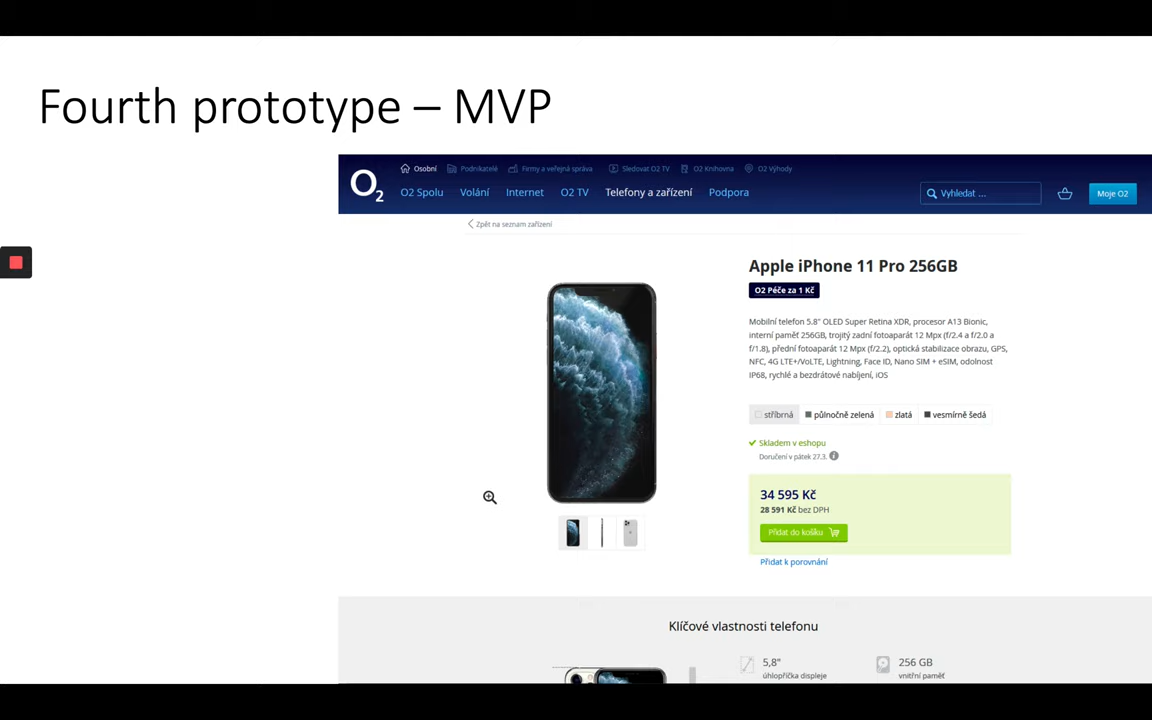 Fourth prototype – MVP
O2
Osobní Podnikatelé Firmy a veřejná správa Sledovat O2 TV O2 Knihovna O2 Výhody
O2 Spolu Volání Internet O2 TV Telefony a zařízení Podpora
Vyhledat ...
Moje O2
Zpět na seznam zařízení
Apple iPhone 11 Pro 256GB
O2 Péče za 1 Kč
Mobilní telefon 5.8" OLED Super Retina XDR, procesor A13 Bionic,
interní paměť 256GB, trojitý zadní fotoaparát 12 Mpx (f/2.4 a f/2.0 a
f/1.8), přední fotoaparát 12 Mpx (f/2.2), optická stabilizace obrazu, GPS,
NFC, 4G LTE+/VoLTE, Lightning, Face ID, Nano SIM + eSIM, odolnost
IP68, rychlé a bezdrátové nabíjení, iOS
stříbrná půlnočně zelená zlatá vesmírně šedá
Skladem v eshopu
Doručení v pátek 27.3.
34 595 Kč
28 591 Kč bez DPH
Přidat do košíku
Přidat k porovnání
Klíčové vlastnosti telefonu
5,8" 256 GB
úhlopříčka displeje vnitřní paměť